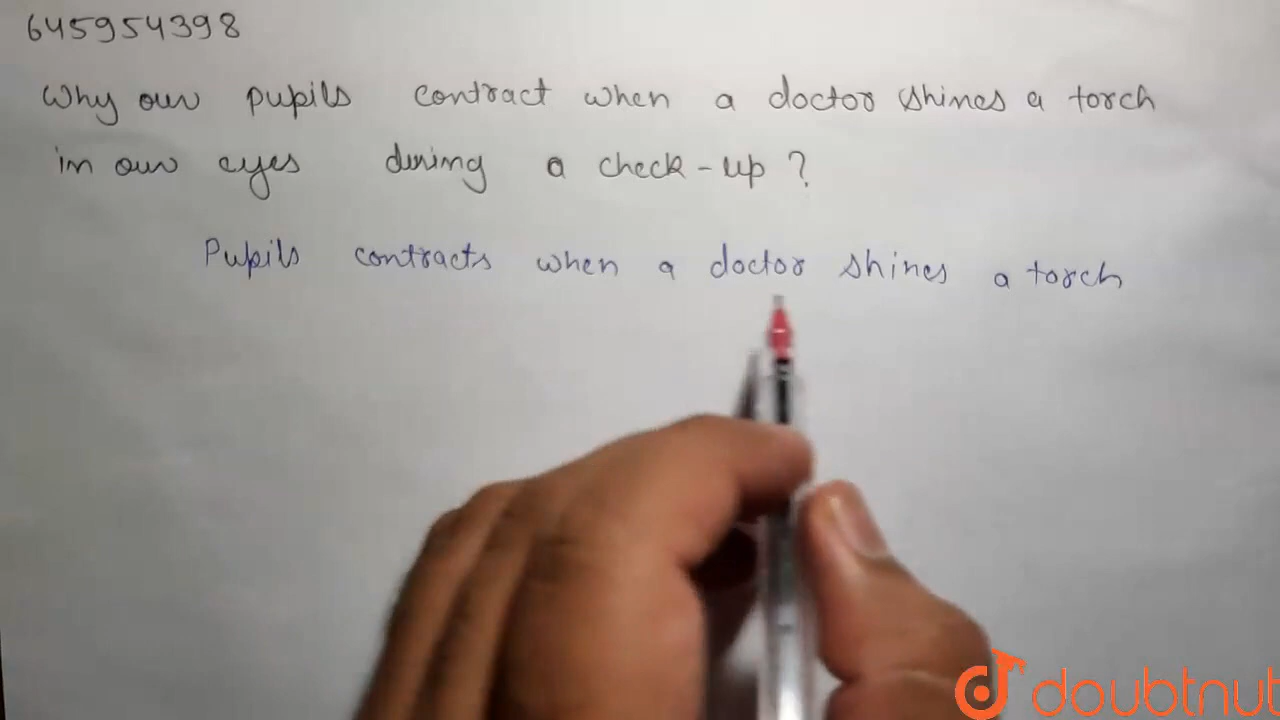 645954398
Why our pupils contract when a doctor shines a torch
in our eyes during a check-up ?
Pupils contracts when a doctor shines a torch
doubtnut